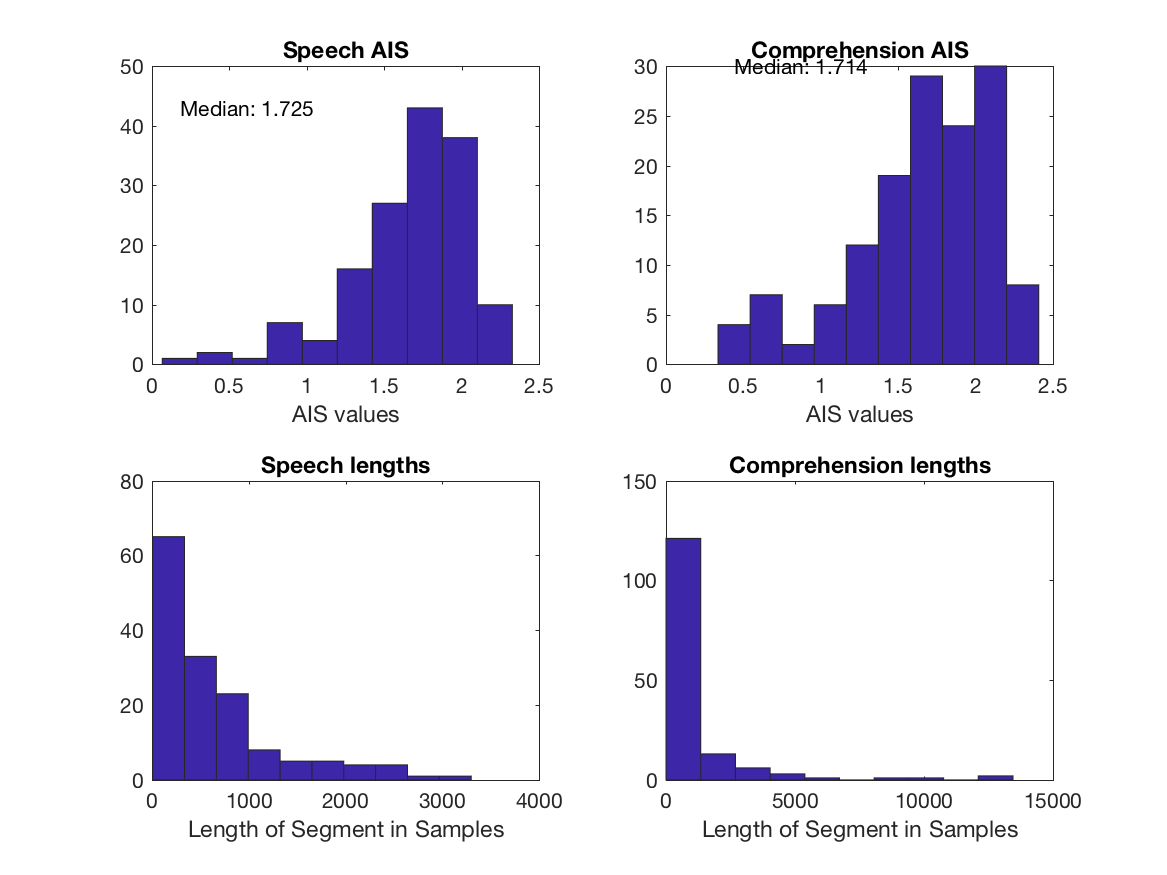 Speech AIS
Median: 1.725
50
40
30
20
10
0
0 0.5 1 1.5 2 2.5
AIS values
Comprehension AIS
Median: 1.714
30
25
20
15
10
5
0
0 0.5 1 1.5 2 2.5
AIS values
Speech lengths
80
60
40
20
0
0 1000 2000 3000 4000
Length of Segment in Samples
Comprehension lengths
150
100
50
0
0 5000 10000 15000
Length of Segment in Samples